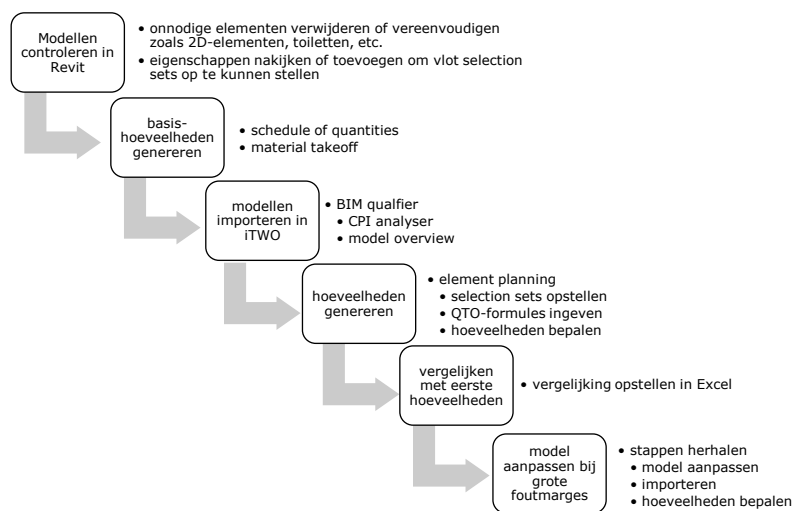 Modellen
controleren in
Revit
• onnodige elementen verwijderen of vereenvoudigen
zoals 2D-elementen, toiletten, etc.
• eigenschappen nakijken of toevoegen om vlot selection
sets op te kunnen stellen
basis-
hoeveelheden
genereren
• schedule of quantities
• material takeoff
modellen
importeren in
iTWO
• BIM qualfier
• CPI analyser
• model overview
hoeveelheden
genereren
• element planning
• selection sets opstellen
• QTO-formules ingeven
• hoeveelheden bepalen
vergelijken
met eerste
hoeveelheden
• vergelijking opstellen in Excel
model
aanpassen bij
grote
foutmarges
• stappen herhalen
• model aanpassen
• importeren
• hoeveelheden bepalen